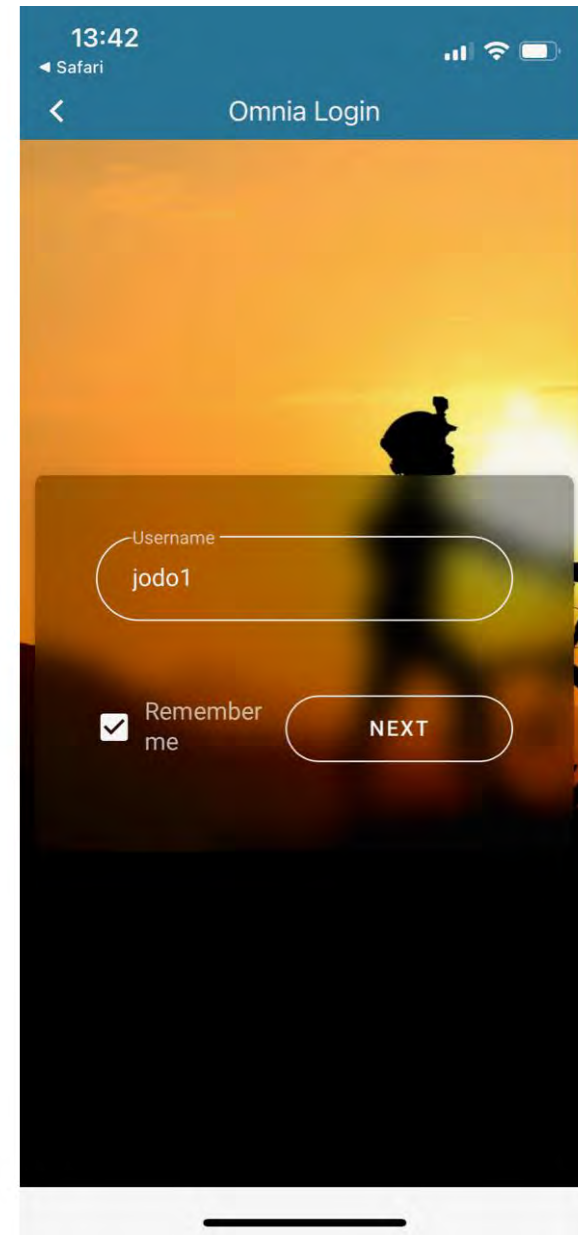 13:42
◀ Safari
Omnia Login
Username
jodo1
Remember
me
NEXT